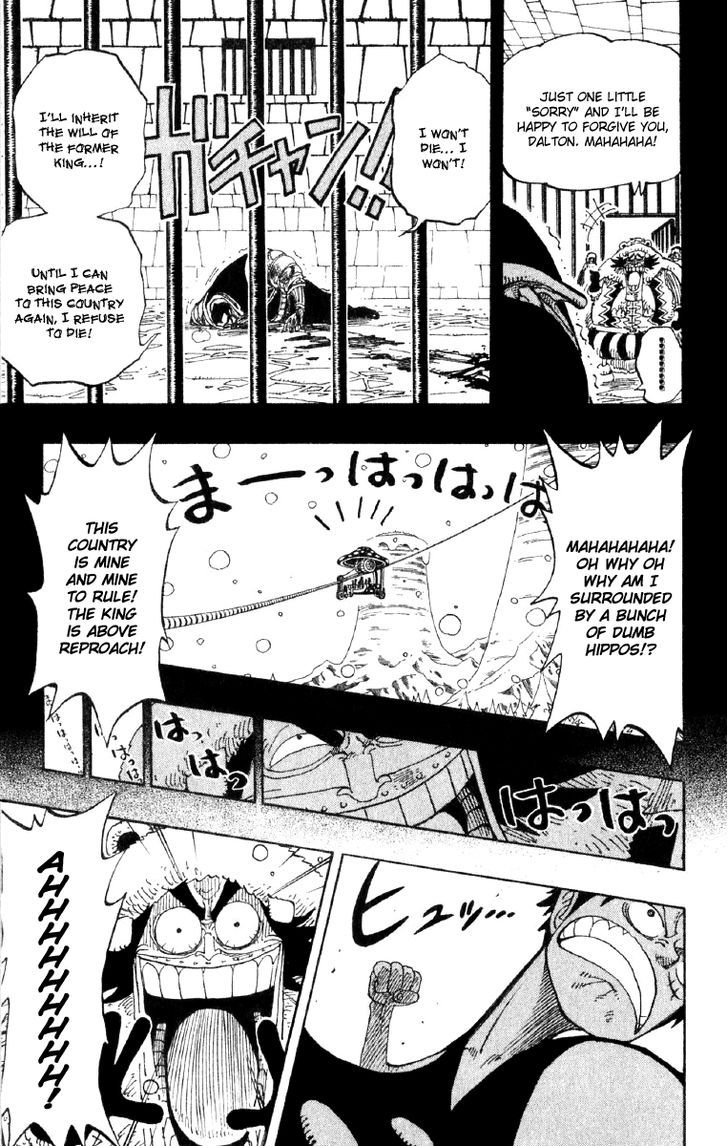 JUST ONE LITTLE
"SORRY" AND I'LL BE
HAPPY TO FORGIVE YOU,
DALTON. MAHAHAHA!
ガチャン!!
I WON'T
DIE... I
WON'T!
I'LL INHERIT
THE WILL OF
THE FORMER
KING...!
UNTIL I CAN
BRING PEACE
TO THIS COUNTRY
AGAIN, I REFUSE
TO DIE!
まーっはっはっはっは
MAHAHAHAHA!
OH WHY OH
WHY AM I
SURROUNDED
BY A BUNCH
OF DUMB
HIPPOS!?
THIS
COUNTRY
IS MINE
AND MINE
TO RULE!
THE KING
IS ABOVE
REPROACH!
はっはっ
はっはっ
ヒュッ...
AHHHHHHHHH!